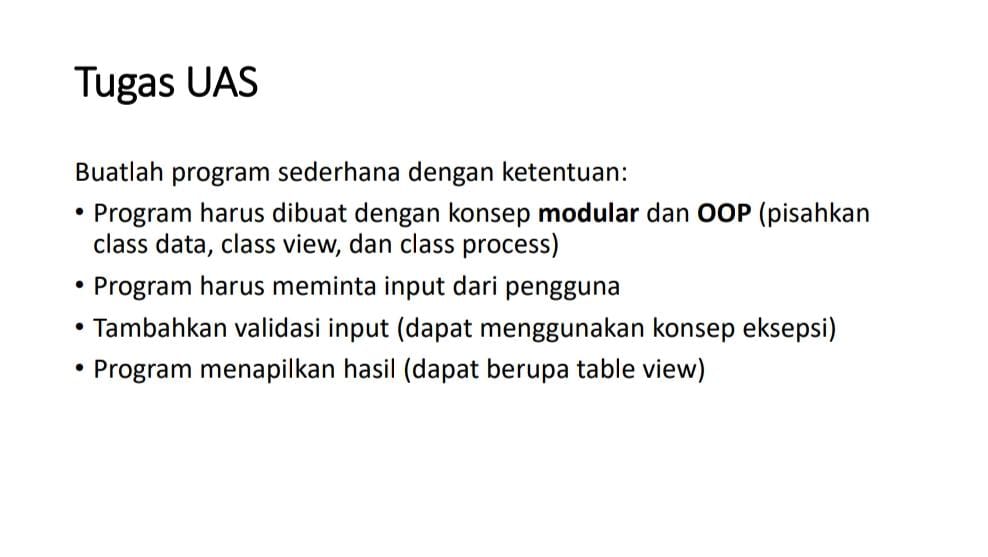 Tugas UAS
Buatlah program sederhana dengan ketentuan:
• Program harus dibuat dengan konsep modular dan OOP (pisahkan
class data, class view, dan class process)
• Program harus meminta input dari pengguna
• Tambahkan validasi input (dapat menggunakan konsep eksepsi)
• Program menapilkan hasil (dapat berupa table view)